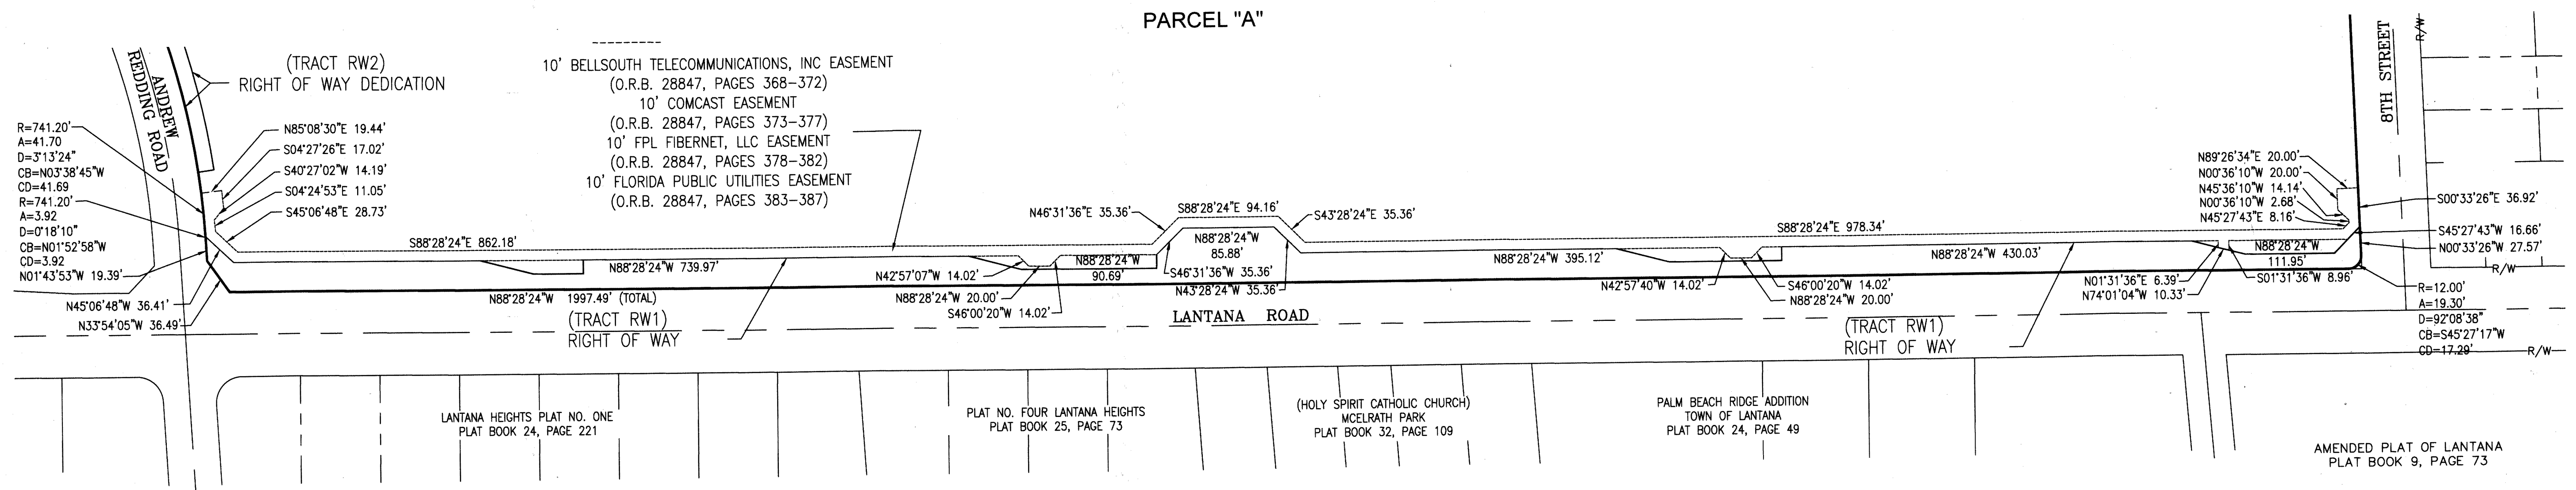 PARCEL "A"
(TRACT RW2)
RIGHT OF WAY DEDICATION
ANDREW
REDDING ROAD
10' BELLSOUTH TELECOMMUNICATIONS, INC EASEMENT
(O.R.B. 28847, PAGES 368-372)
10' COMCAST EASEMENT
(O.R.B. 28847, PAGES 373-377)
10' FPL FIBERNET, LLC EASEMENT
(O.R.B. 28847, PAGES 378-382)
10' FLORIDA PUBLIC UTILITIES EASEMENT
(O.R.B. 28847, PAGES 383-387)
R=741.20'
A=41.70
D=3°13'24"
CB=N03°38'45"W
CD=41.69
R=741.20'
A=3.92
D=0°18'10"
CB=N01°52'58"W
CD=3.92
N01°43'53"W 19.39'
N45°06'48"W 36.41'
N33°54'05"W 36.49'
N85°08'30"E 19.44'
S04°27'26"E 17.02'
S40°27'02"W 14.19'
S04°24'53"E 11.05'
S45°06'48"E 28.73'
S88°28'24"E 862.18'
N88°28'24"W 739.97'
N88°28'24"W 1997.49' (TOTAL)
(TRACT RW1)
RIGHT OF WAY
N42°57'07"W 14.02'
N88°28'24"W 20.00'
S46°00'20"W 14.02'
N88°28'24"W
90.69'
N46°31'36"E 35.36'
S88°28'24"E 94.16'
S43°28'24"E 35.36'
N88°28'24"W
85.88'
S46°31'36"W 35.36'
N43°28'24"W 35.36'
LANTANA ROAD
S88°28'24"E 978.34'
N88°28'24"W 395.12'
N88°28'24"W 430.03'
N42°57'40"W 14.02'
S46°00'20"W 14.02'
N88°28'24"W 20.00'
(TRACT RW1)
RIGHT OF WAY
N01°31'36"E 6.39'
N74°01'04"W 10.33'
N88°28'24"W
111.95'
S01°31'36"W 8.96'
N89°26'34"E 20.00'
N00°36'10"W 20.00'
N45°36'10"W 14.14'
N00°36'10"W 2.68'
N45°27'43"E 8.16'
8TH STREET
R/W
S00°33'26"E 36.92'
S45°27'43"W 16.66'
N00°33'26"W 27.57'
R/W
R=12.00'
A=19.30'
D=92°08'38"
CB=S45°27'17"W
CD=17.29'
R/W
LANTANA HEIGHTS PLAT NO. ONE
PLAT BOOK 24, PAGE 221
PLAT NO. FOUR LANTANA HEIGHTS
PLAT BOOK 25, PAGE 73
(HOLY SPIRIT CATHOLIC CHURCH)
MCELRATH PARK
PLAT BOOK 32, PAGE 109
PALM BEACH RIDGE ADDITION
TOWN OF LANTANA
PLAT BOOK 24, PAGE 49
AMENDED PLAT OF LANTANA
PLAT BOOK 9, PAGE 73